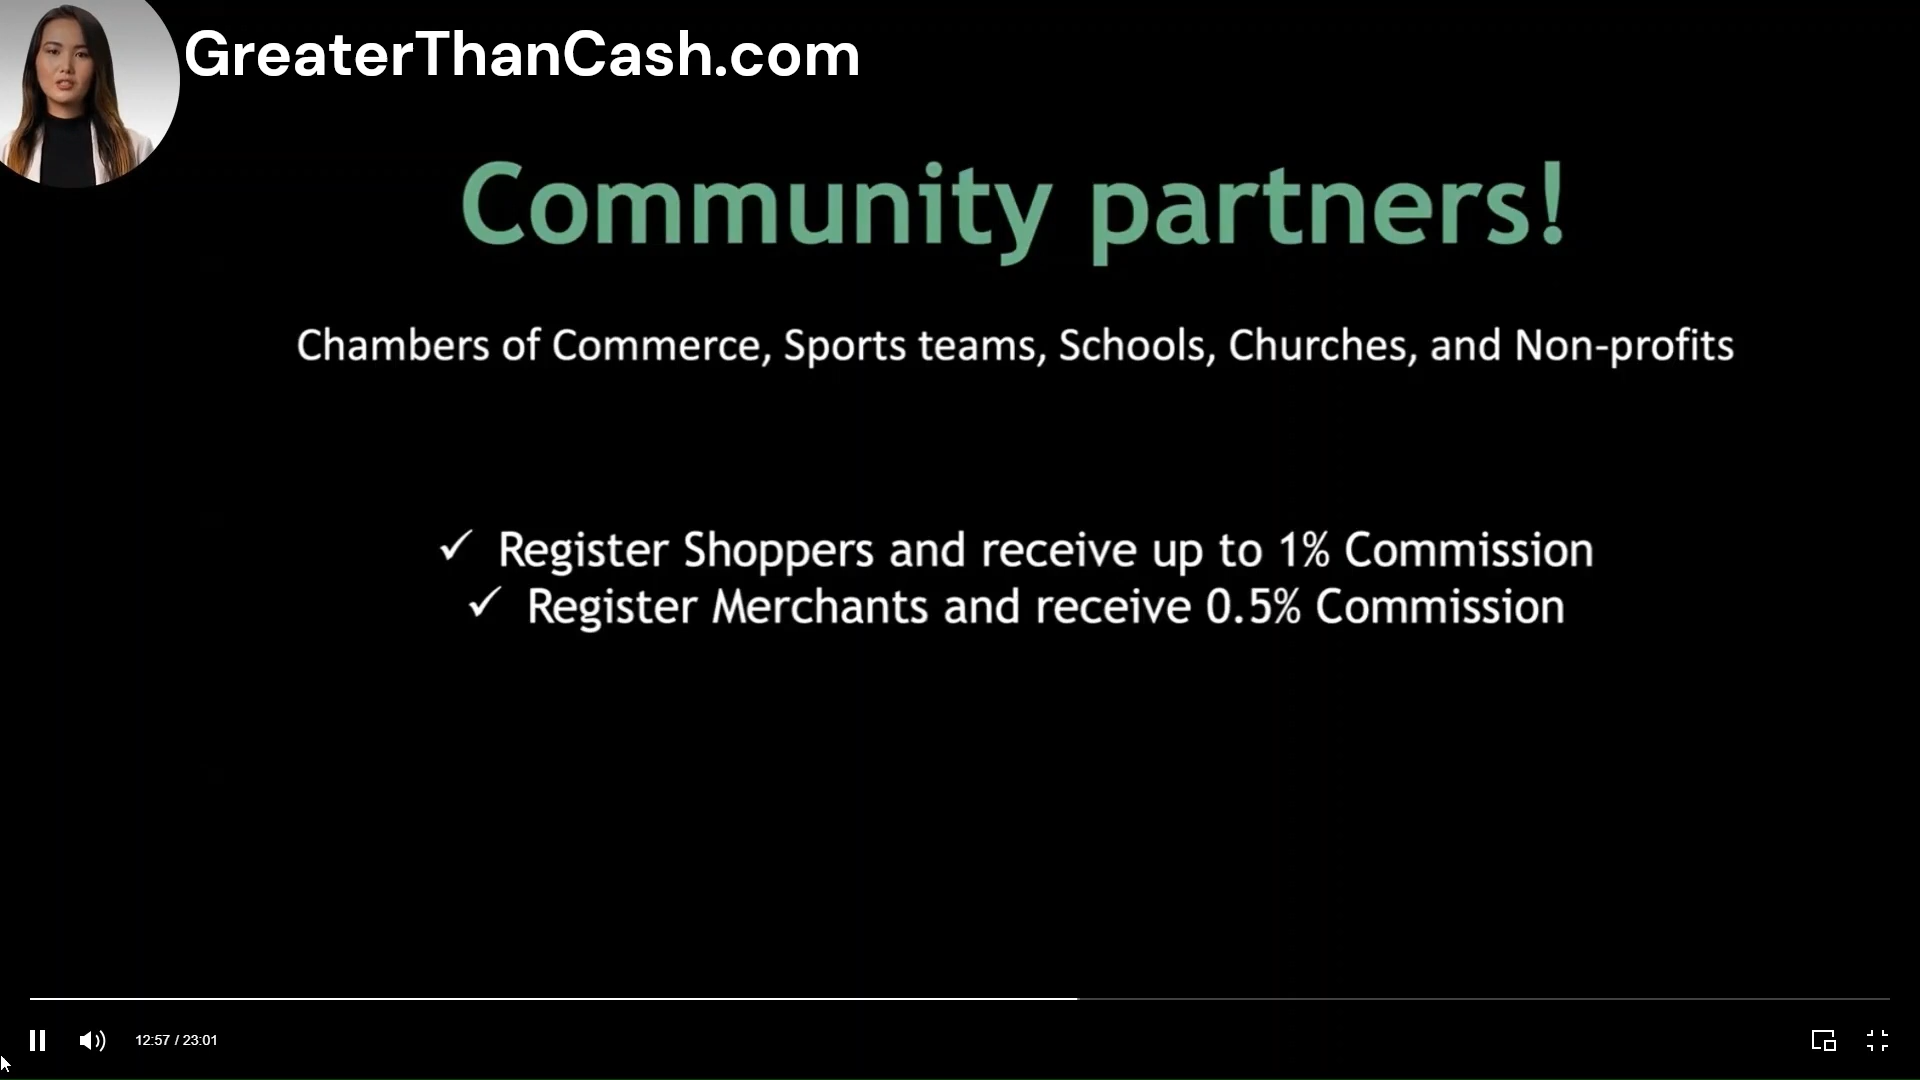 GreaterThanCash.com
Community partners!
Chambers of Commerce, Sports teams, Schools, Churches, and Non-profits
✓ Register Shoppers and receive up to 1% Commission
✓ Register Merchants and receive 0.5% Commission
12:57 / 23:01